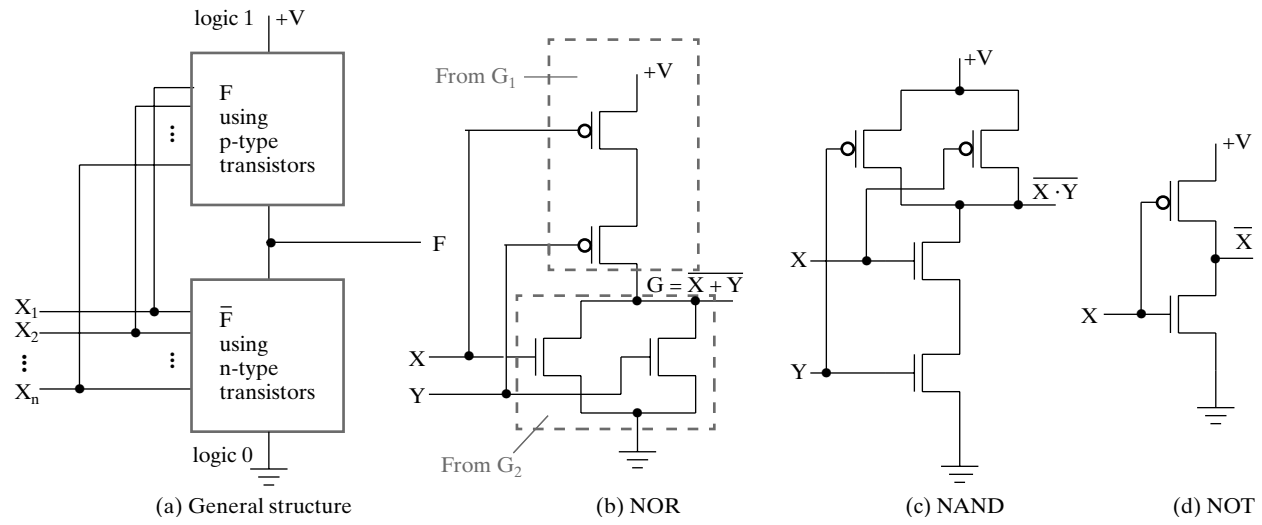 logic 1
+V
F
using
p-type
transistors
⋮
F
X₁
X₂
⋮
Xₙ
F̅
using
n-type
transistors
⋮
logic 0
(a) General structure
From G₁
+V
G = X̅ ̅+̅ ̅Y̅
X
Y
From G₂
(b) NOR
+V
X̅ ̅·̅ ̅Y̅
X
Y
(c) NAND
+V
X̅
X
(d) NOT